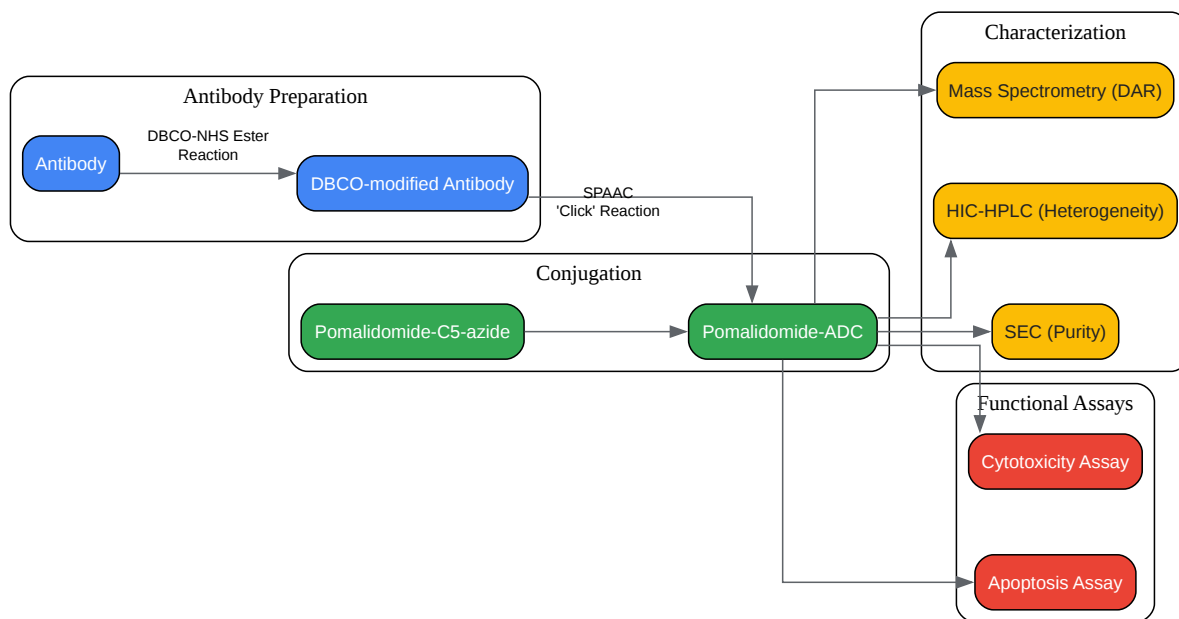 Characterization
Mass Spectrometry (DAR)
HIC-HPLC (Heterogeneity)
SEC (Purity)
Antibody Preparation
Antibody
DBCO-NHS Ester
Reaction
DBCO-modified Antibody
SPAAC
'Click' Reaction
Conjugation
Pomalidomide-C5-azide
Pomalidomide-ADC
Functional Assays
Cytotoxicity Assay
Apoptosis Assay